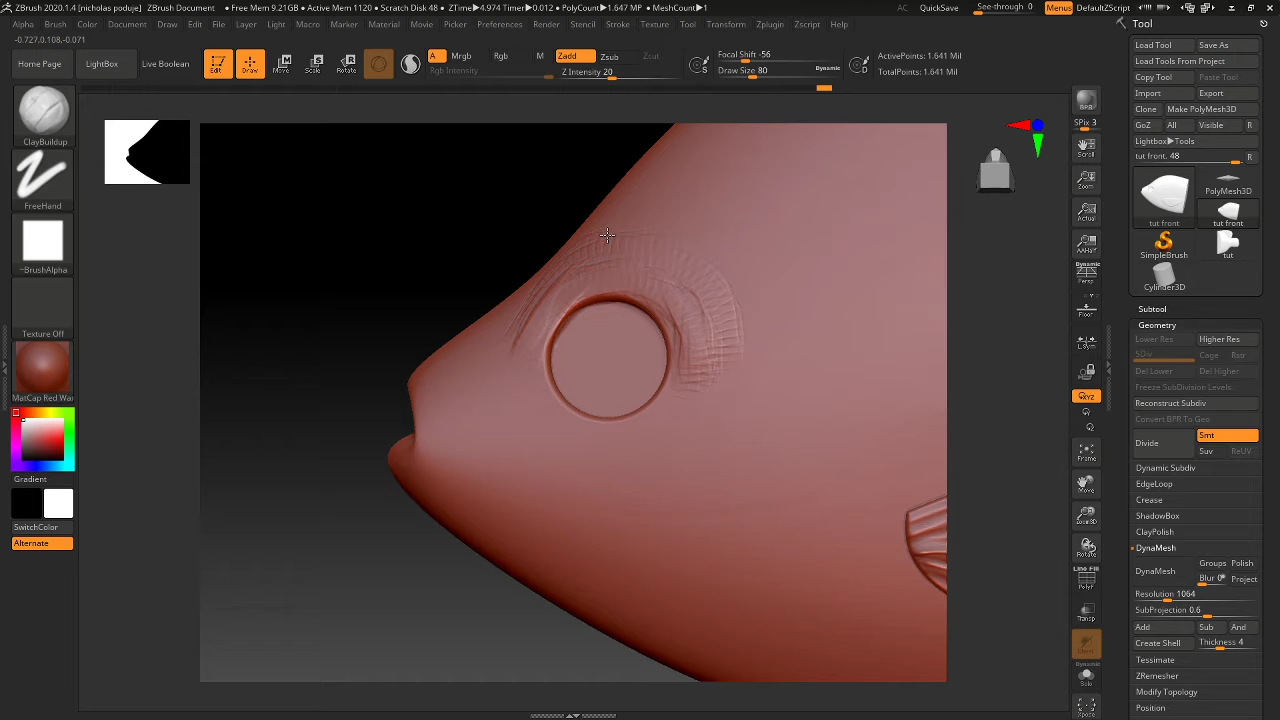 ZBrush 2020.1.4 [nicholas poduje] ZBrush Document • Free Mem 9.21GB • Active Mem 1120 • Scratch Disk 48 • ZTime▶4.974 Timer▶0.012 • PolyCount▶1.647 MP • MeshCount▶1 AC QuickSave See-through 0 Menus DefaultZScript
Alpha Brush Color Document Draw Edit File Layer Light Macro Marker Material Movie Picker Preferences Render Stencil Stroke Texture Tool Transform Zplugin Zscript Help Tool
-0.727,0.108,-0.071
Home Page LightBox Live Boolean Edit Draw Move Scale Rotate A Mrgb Rgb M Zadd Zsub Zcut Focal Shift -56 ActivePoints: 1.641 Mil
Rgb Intensity Z Intensity 20 Draw Size 80 Dynamic TotalPoints: 1.641 Mil
S
D
ClayBuildup
FreeHand
~BrushAlpha
Texture Off
MatCap Red Wa
Gradient
SwitchColor
Alternate
BPR
SPix 3
Scroll
Zoom
Actual
AAHalf
Dynamic
Persp
Floor
L.Sym
XYZ
Frame
Move
Zoom3D
Rotate
Line Fill
PolyF
Transp
Dynamic
Solo
Xpose
Load Tool Save As
Load Tools From Project
Copy Tool Paste Tool
Import Export
Clone Make PolyMesh3D
GoZ All Visible R
Lightbox▶Tools
tut front. 48 R
tut front
PolyMesh3D
tut front
SimpleBrush
tut
Cylinder3D
Subtool
Geometry
Lower Res Higher Res
SDiv Cage Rstr
Del Lower Del Higher
Freeze SubDivision Levels
Reconstruct Subdiv
Convert BPR To Geo
Divide Smt
Suv ReUV
Dynamic Subdiv
EdgeLoop
Crease
ShadowBox
ClayPolish
DynaMesh
DynaMesh Groups Polish
Blur 0 Project
Resolution 1064
SubProjection 0.6
Add Sub And
Create Shell Thickness 4
Tessimate
ZRemesher
Modify Topology
Position